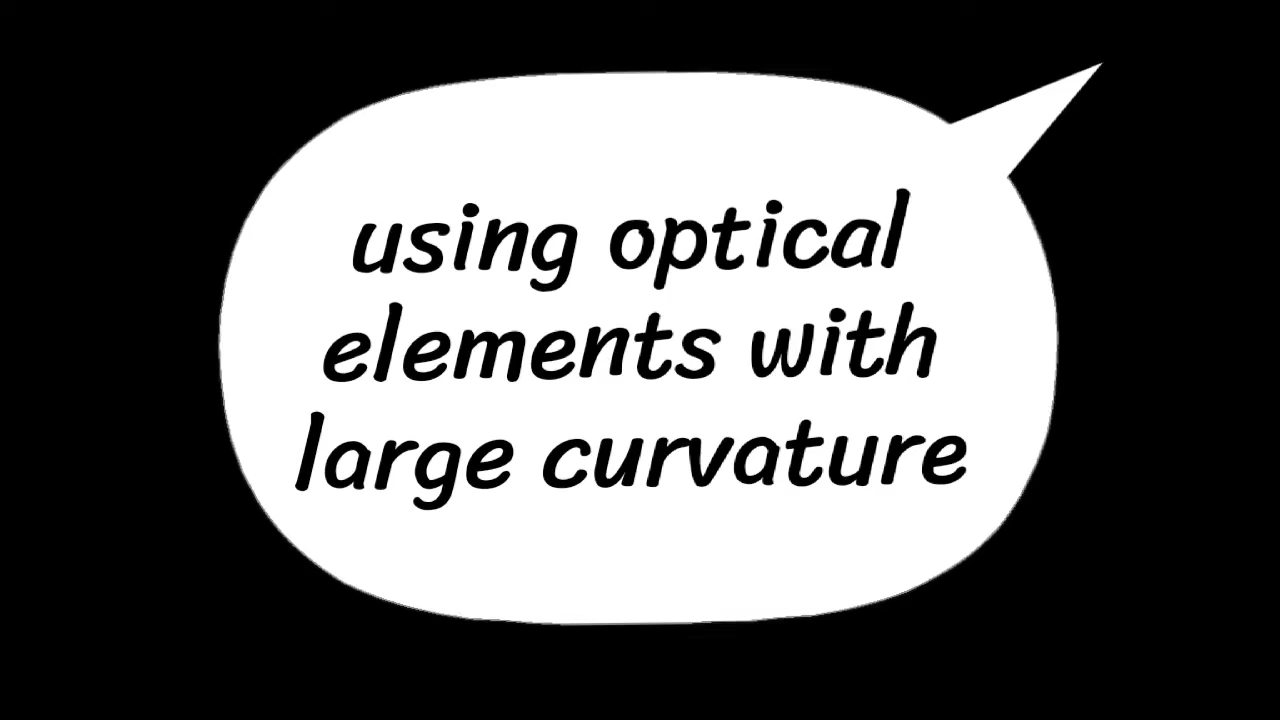 using optical
elements with
large curvature